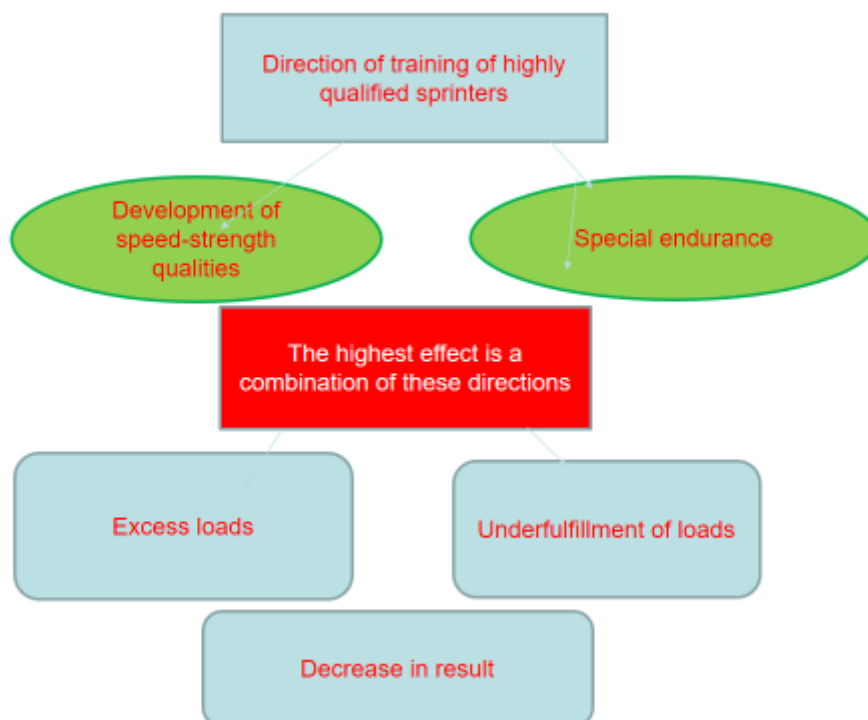 Direction of training of highly
qualified sprinters
Development of
speed-strength
qualities
Special endurance
The highest effect is a
combination of these directions
Excess loads
Underfulfillment of loads
Decrease in result